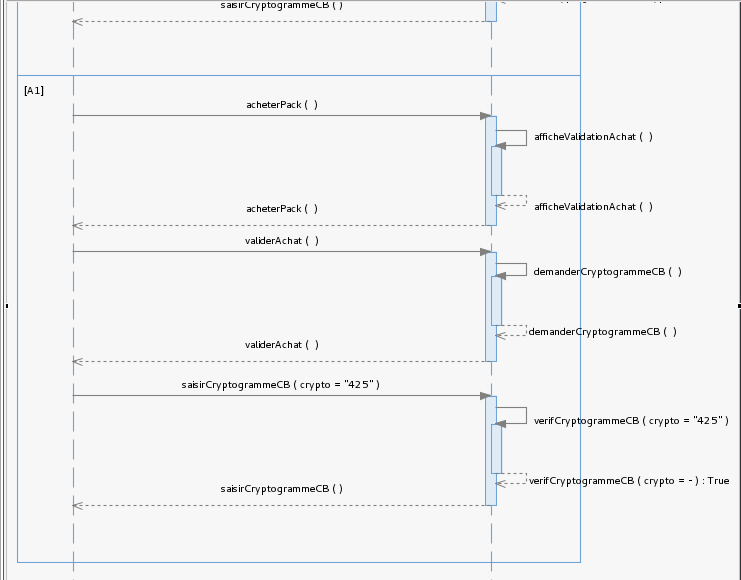 saisirCryptogrammeCB ( )
[A1]
acheterPack ( )
afficheValidationAchat ( )
afficheValidationAchat ( )
acheterPack ( )
validerAchat ( )
demanderCryptogrammeCB ( )
demanderCryptogrammeCB ( )
validerAchat ( )
saisirCryptogrammeCB ( crypto = "425" )
verifCryptogrammeCB ( crypto = "425" )
verifCryptogrammeCB ( crypto = - ) : True
saisirCryptogrammeCB ( )